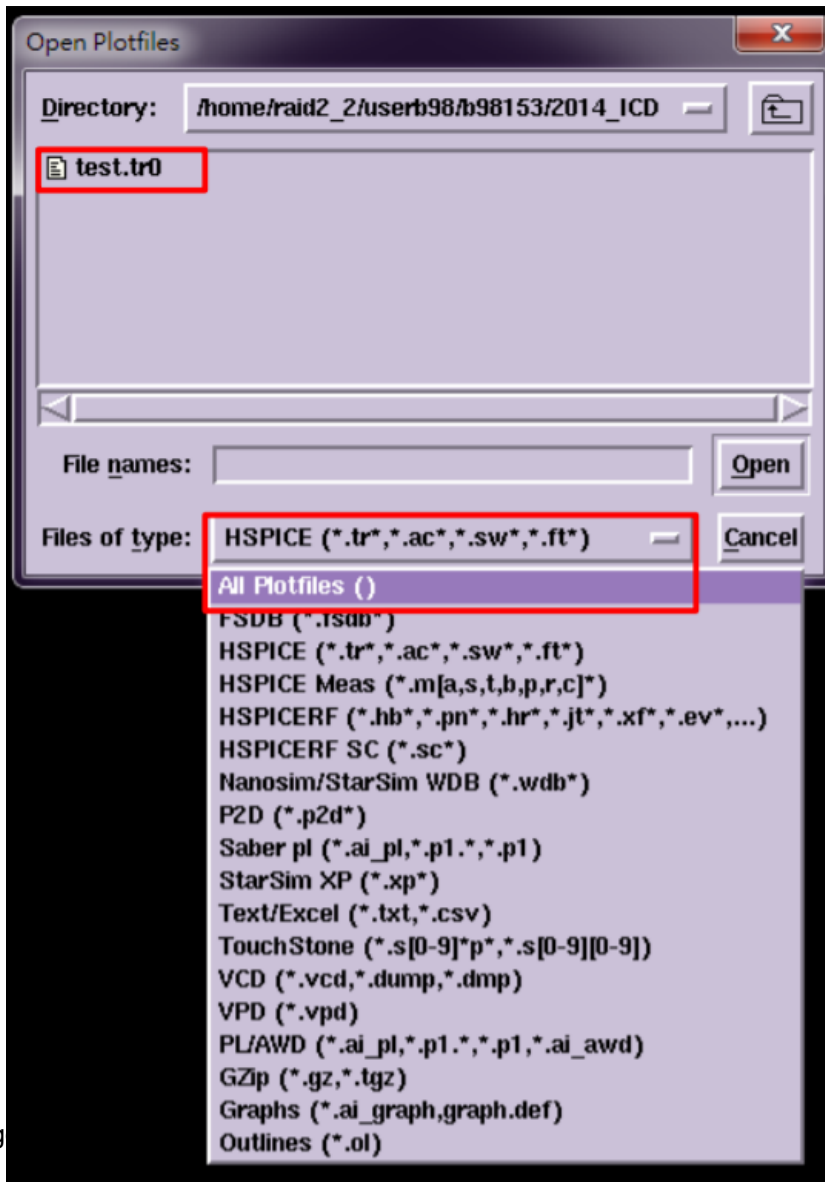 Open Plotfiles
Directory: /home/raid2_2/userb98/b98153/2014_ICD
test.tr0
File names: Open
Files of type: HSPICE (*.tr*,*.ac*,*.sw*,*.ft*) Cancel
All Plotfiles ()
FSDB (*.fsdb*)
HSPICE (*.tr*,*.ac*,*.sw*,*.ft*)
HSPICE Meas (*.m[a,s,t,b,p,r,c]*)
HSPICERF (*.hb*,*.pn*,*.hr*,*.jt*,*.xf*,*.ev*,...)
HSPICERF SC (*.sc*)
Nanosim/StarSim WDB (*.wdb*)
P2D (*.p2d*)
Saber pl (*.ai_pl,*.p1.*,*.p1)
StarSim XP (*.xp*)
Text/Excel (*.txt,*.csv)
TouchStone (*.s[0-9]*p*,*.s[0-9][0-9])
VCD (*.vcd,*.dump,*.dmp)
VPD (*.vpd)
PL/AWD (*.ai_pl,*.p1.*,*.p1,*.ai_awd)
GZip (*.gz,*.tgz)
Graphs (*.ai_graph,graph.def)
Outlines (*.ol)